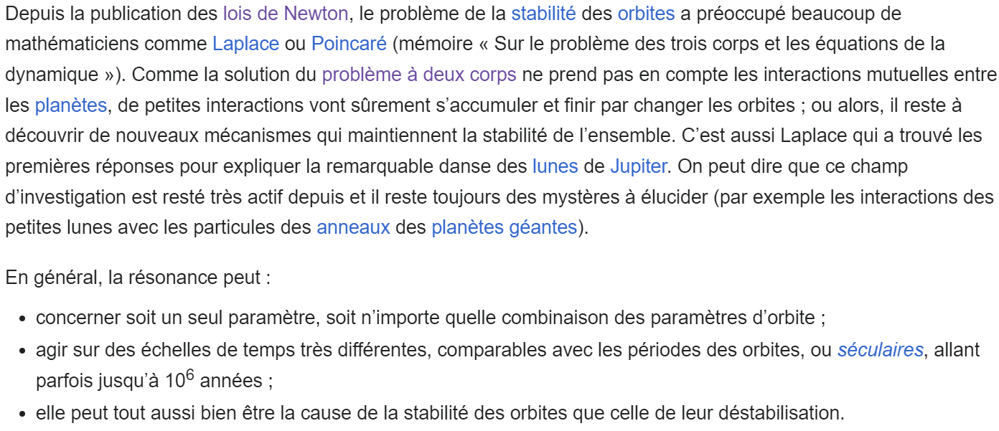 Depuis la publication des lois de Newton, le problème de la stabilité des orbites a préoccupé beaucoup de
mathématiciens comme Laplace ou Poincaré (mémoire « Sur le problème des trois corps et les équations de la
dynamique »). Comme la solution du problème à deux corps ne prend pas en compte les interactions mutuelles entre
les planètes, de petites interactions vont sûrement s’accumuler et finir par changer les orbites ; ou alors, il reste à
découvrir de nouveaux mécanismes qui maintiennent la stabilité de l’ensemble. C’est aussi Laplace qui a trouvé les
premières réponses pour expliquer la remarquable danse des lunes de Jupiter. On peut dire que ce champ
d’investigation est resté très actif depuis et il reste toujours des mystères à élucider (par exemple les interactions des
petites lunes avec les particules des anneaux des planètes géantes).
En général, la résonance peut :
• concerner soit un seul paramètre, soit n’importe quelle combinaison des paramètres d’orbite ;
• agir sur des échelles de temps très différentes, comparables avec les périodes des orbites, ou séculaires, allant
parfois jusqu’à 10⁶ années ;
• elle peut tout aussi bien être la cause de la stabilité des orbites que celle de leur déstabilisation.